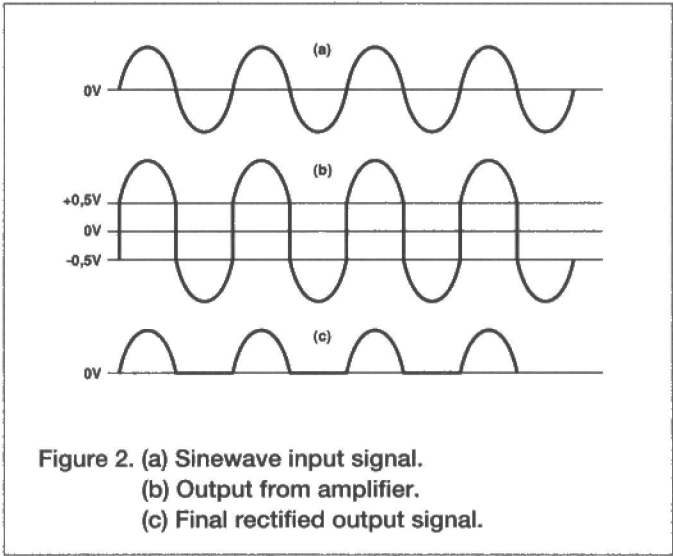 (a)
0V
(b)
+0,5V
0V
-0,5V
(c)
0V
Figure 2. (a) Sinewave input signal.
(b) Output from amplifier.
(c) Final rectified output signal.